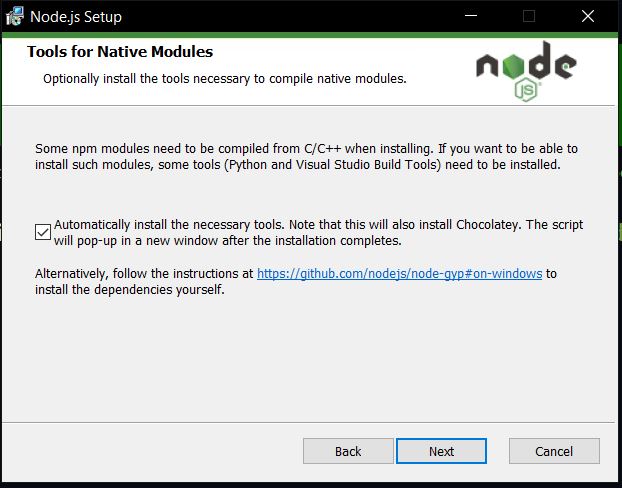 Node.js Setup
Tools for Native Modules
Optionally install the tools necessary to compile native modules.
node
JS
Some npm modules need to be compiled from C/C++ when installing. If you want to be able to
install such modules, some tools (Python and Visual Studio Build Tools) need to be installed.
Automatically install the necessary tools. Note that this will also install Chocolatey. The script
will pop-up in a new window after the installation completes.
Alternatively, follow the instructions at https://github.com/nodejs/node-gyp#on-windows to
install the dependencies yourself.
Back Next Cancel